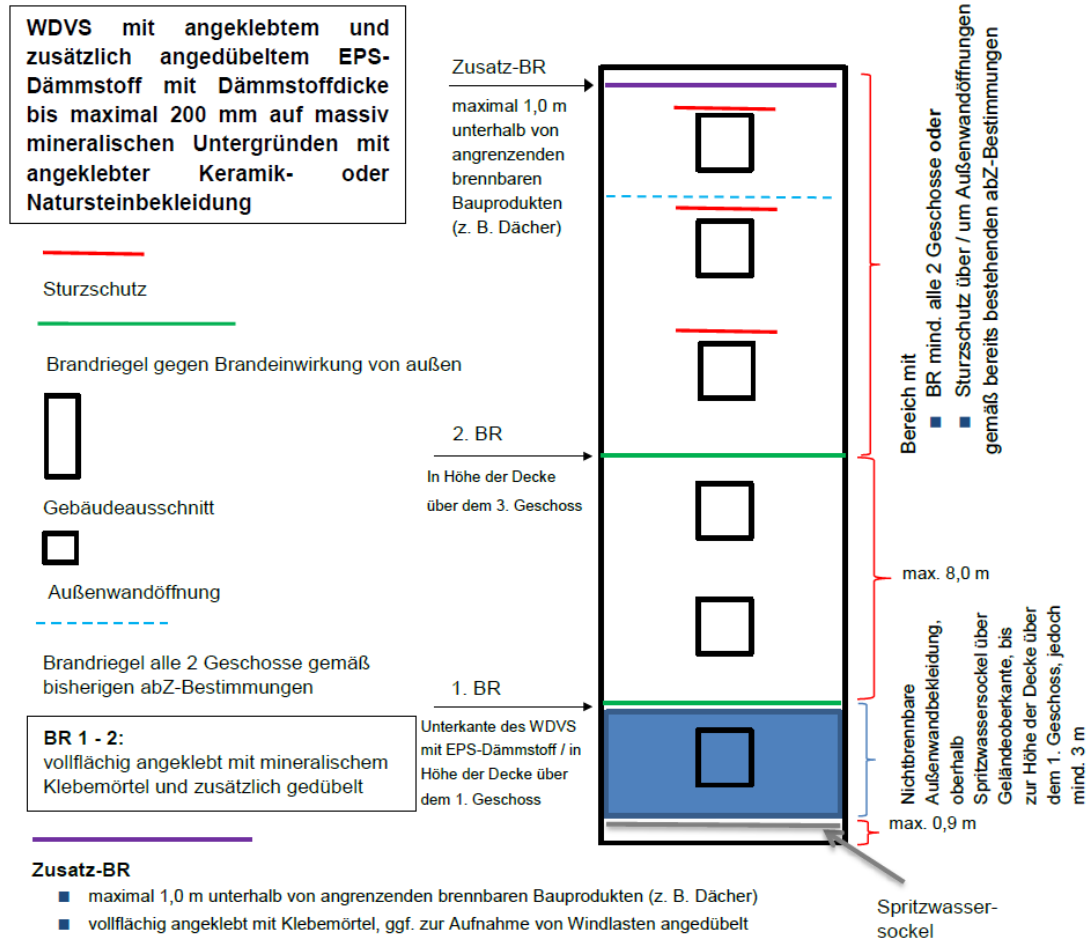 WDVS mit angeklebtem und
zusätzlich angedübeltem EPS-
Dämmstoff mit Dämmstoffdicke
bis maximal 200 mm auf massiv
mineralischen Untergründen mit
angeklebter Keramik- oder
Natursteinbekleidung
Sturzschutz
Brandriegel gegen Brandeinwirkung von außen
Gebäudeausschnitt
Außenwandöffnung
Brandriegel alle 2 Geschosse gemäß
bisherigen abZ-Bestimmungen
BR 1 - 2:
vollflächig angeklebt mit mineralischem
Klebemörtel und zusätzlich gedübelt
Zusatz-BR
■ maximal 1,0 m unterhalb von angrenzenden brennbaren Bauprodukten (z. B. Dächer)
■ vollflächig angeklebt mit Klebemörtel, ggf. zur Aufnahme von Windlasten angedübelt
Zusatz-BR
maximal 1,0 m
unterhalb von
angrenzenden
brennbaren
Bauprodukten
(z. B. Dächer)
2. BR
In Höhe der Decke
über dem 3. Geschoss
1. BR
Unterkante des WDVS
mit EPS-Dämmstoff / in
Höhe der Decke über
dem 1. Geschoss
Bereich mit
■ BR mind. alle 2 Geschosse oder
■ Sturzschutz über / um Außenwandöffnungen
gemäß bereits bestehenden abZ-Bestimmungen
max. 8,0 m
Nichtbrennbare
Außenwandbekleidung,
oberhalb
Spritzwassersockel über
Geländeoberkante, bis
zur Höhe der Decke über
dem 1. Geschoss, jedoch
mind. 3 m
max. 0,9 m
Spritzwasser-
sockel